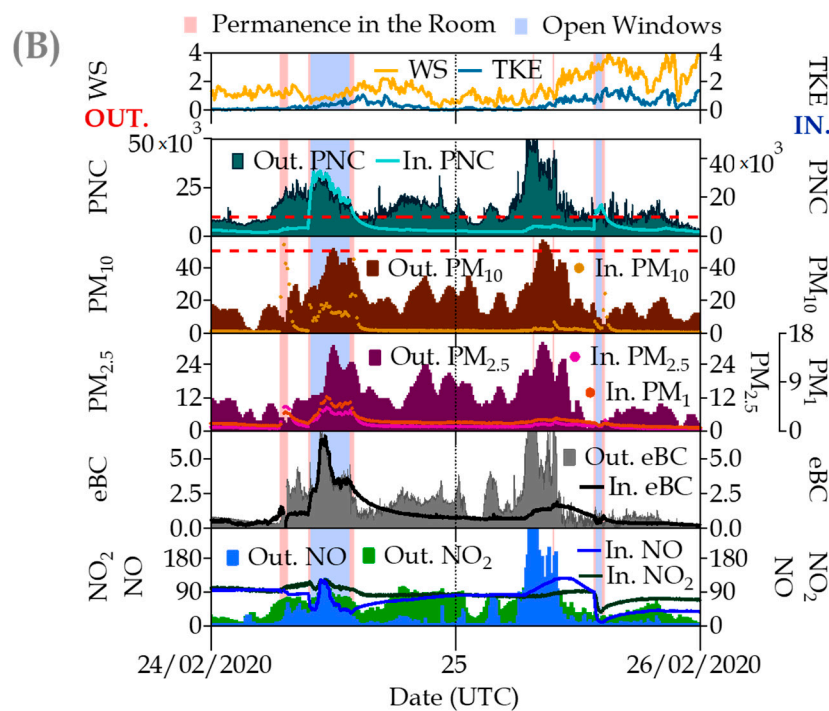 Permanence in the Room Open Windows
(B)
WS
OUT.
4
2
0
WS TKE
4
2
0
TKE
IN.
PNC
50×10³
25
0
Out. PNC In. PNC
40×10³
20
0
PNC
PM₁₀
40
20
0
Out. PM₁₀ In. PM₁₀
40
20
0
PM₁₀
PM₂.₅
24
12
0
Out. PM₂.₅ In. PM₂.₅
In. PM₁
24
12
0
PM₂.₅
18
9
0
PM₁
eBC
5.0
2.5
0.0
Out. eBC
In. eBC
5.0
2.5
0.0
eBC
NO₂
NO
180
90
0
Out. NO Out. NO₂ In. NO
In. NO₂
180
90
0
NO₂
NO
24/02/2020 25 26/02/2020
Date (UTC)